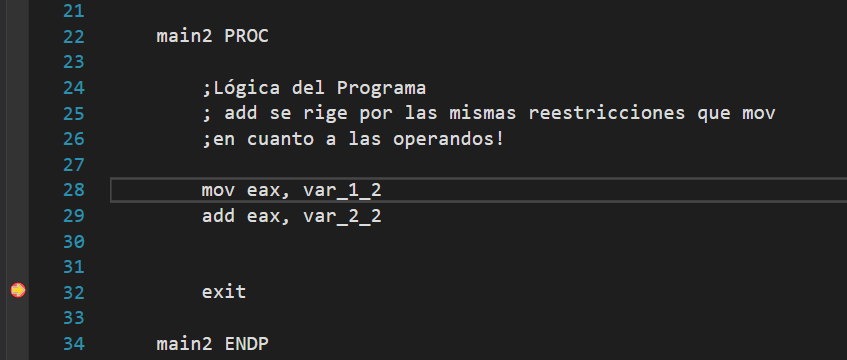 21
22 main2 PROC
23
24 ;Lógica del Programa
25 ; add se rige por las mismas reestricciones que mov
26 ;en cuanto a las operandos!
27
28 mov eax, var_1_2
29 add eax, var_2_2
30
31
32 exit
33
34 main2 ENDP